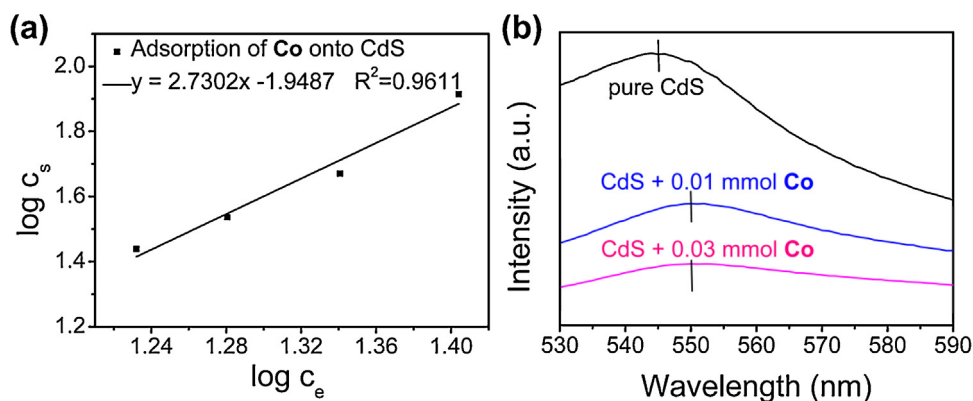 (a)
Adsorption of Co onto CdS
y = 2.7302x -1.9487 R²=0.9611
2.0
1.8
1.6
1.4
1.2
log cs
1.24 1.28 1.32 1.36 1.40
log ce
(b)
pure CdS
CdS + 0.01 mmol Co
CdS + 0.03 mmol Co
Intensity (a.u.)
530 540 550 560 570 580 590
Wavelength (nm)